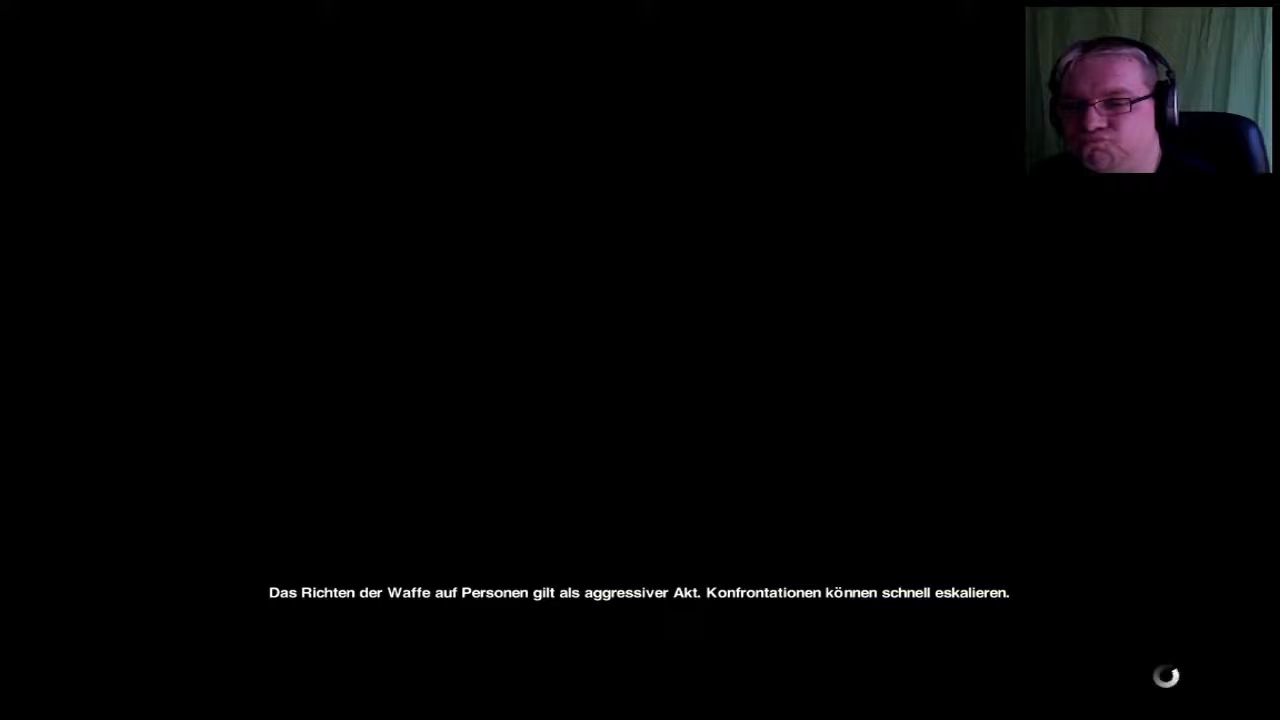 Das Richten der Waffe auf Personen gilt als aggressiver Akt. Konfrontationen können schnell eskalieren.